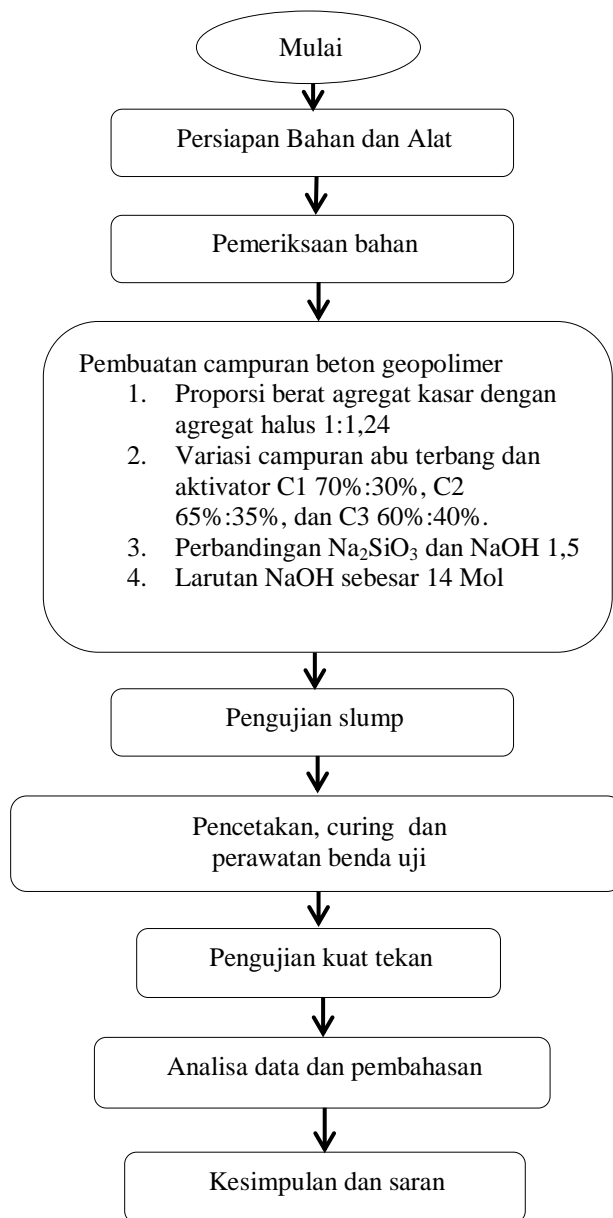 Mulai
Persiapan Bahan dan Alat
Pemeriksaan bahan
Pembuatan campuran beton geopolimer
1. Proporsi berat agregat kasar dengan
agregat halus 1:1,24
2. Variasi campuran abu terbang dan
aktivator C1 70%:30%, C2
65%:35%, dan C3 60%:40%.
3. Perbandingan Na₂SiO₃ dan NaOH 1,5
4. Larutan NaOH sebesar 14 Mol
Pengujian slump
Pencetakan, curing dan
perawatan benda uji
Pengujian kuat tekan
Analisa data dan pembahasan
Kesimpulan dan saran